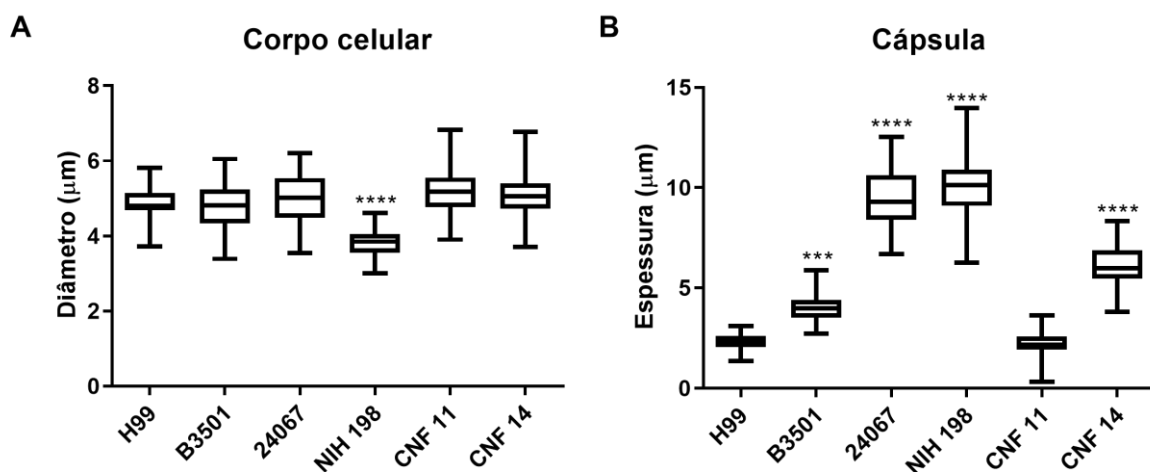 A
Corpo celular
Diâmetro (μm)
8
6
4
2
0
****
H99
B3501
24067
NIH 198
CNF 11
CNF 14
B
Cápsula
Espessura (μm)
15
10
5
0
***
****
****
****
H99
B3501
24067
NIH 198
CNF 11
CNF 14